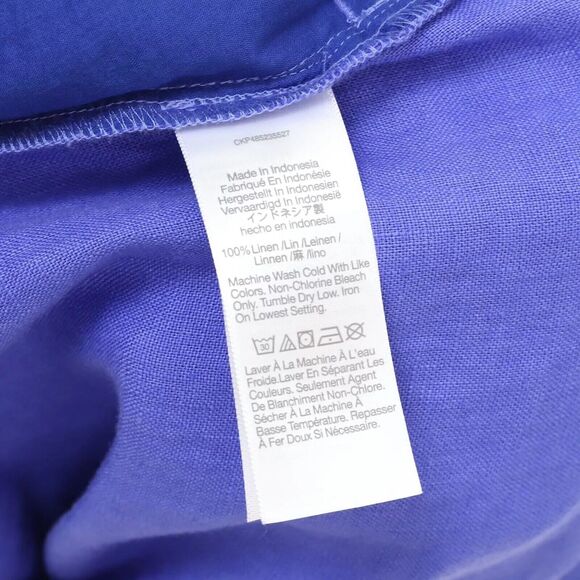 CKP485235527
Made In Indonesia
Fabriqué En Indonésie
Hergestellt In Indonesien
Vervaardigd In Indonesië
インドネシア製
hecho en indonesia
100% Linen /Lin /Leinen /
Linnen /麻 /lino
Machine Wash Cold With Like
Colors. Non-Chlorine Bleach
Only. Tumble Dry Low. Iron
On Lowest Setting.
30
Laver À La Machine À L'eau
Froide.Laver En Séparant Les
Couleurs. Seulement Agent
De Blanchiment Non-Chlore.
Sécher À La Machine À
Basse Température. Repasser
À Fer Doux Si Nécessaire.